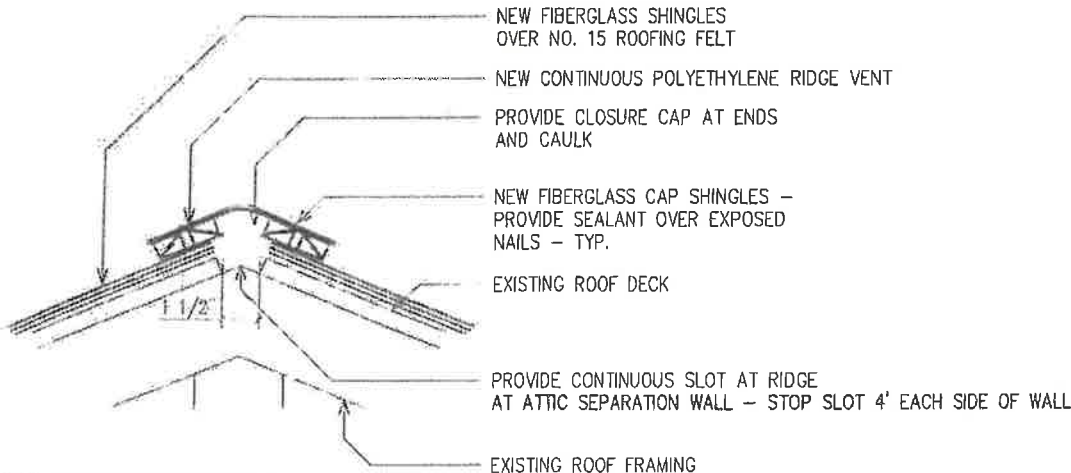 NEW FIBERGLASS SHINGLES
OVER NO. 15 ROOFING FELT
NEW CONTINUOUS POLYETHYLENE RIDGE VENT
PROVIDE CLOSURE CAP AT ENDS
AND CAULK
NEW FIBERGLASS CAP SHINGLES –
PROVIDE SEALANT OVER EXPOSED
NAILS – TYP.
EXISTING ROOF DECK
1 1/2"
PROVIDE CONTINUOUS SLOT AT RIDGE
AT ATTIC SEPARATION WALL – STOP SLOT 4' EACH SIDE OF WALL
EXISTING ROOF FRAMING